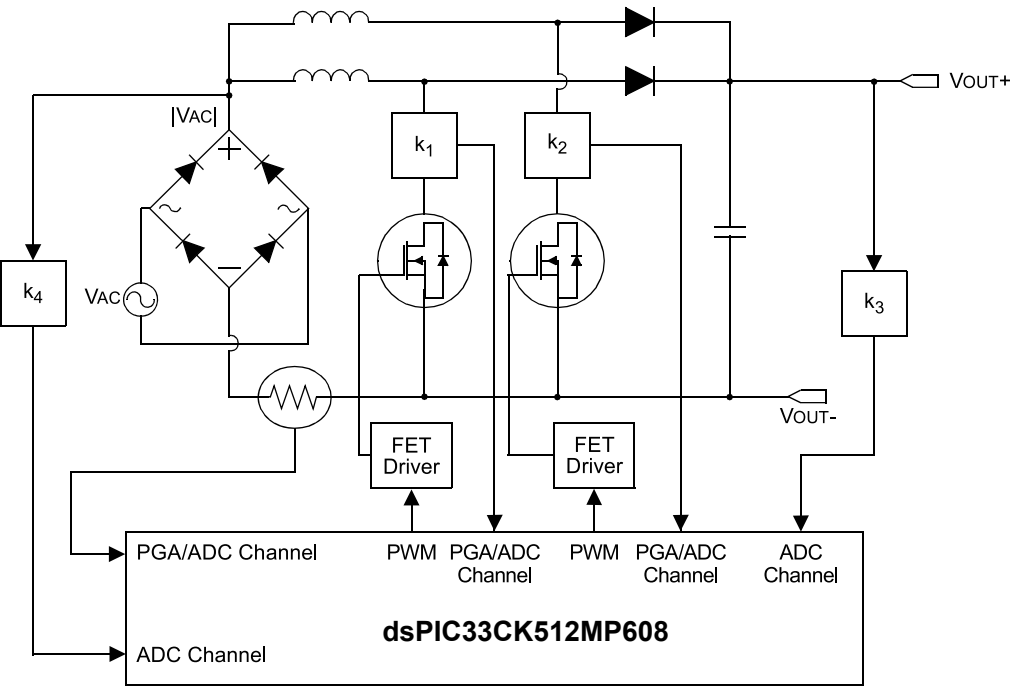 VOUT+
|VAC|
k1
k2
k4
VAC
k3
VOUT-
FET
Driver
FET
Driver
PGA/ADC Channel
PWM
PGA/ADC
Channel
PWM
PGA/ADC
Channel
ADC
Channel
dsPIC33CK512MP608
ADC Channel